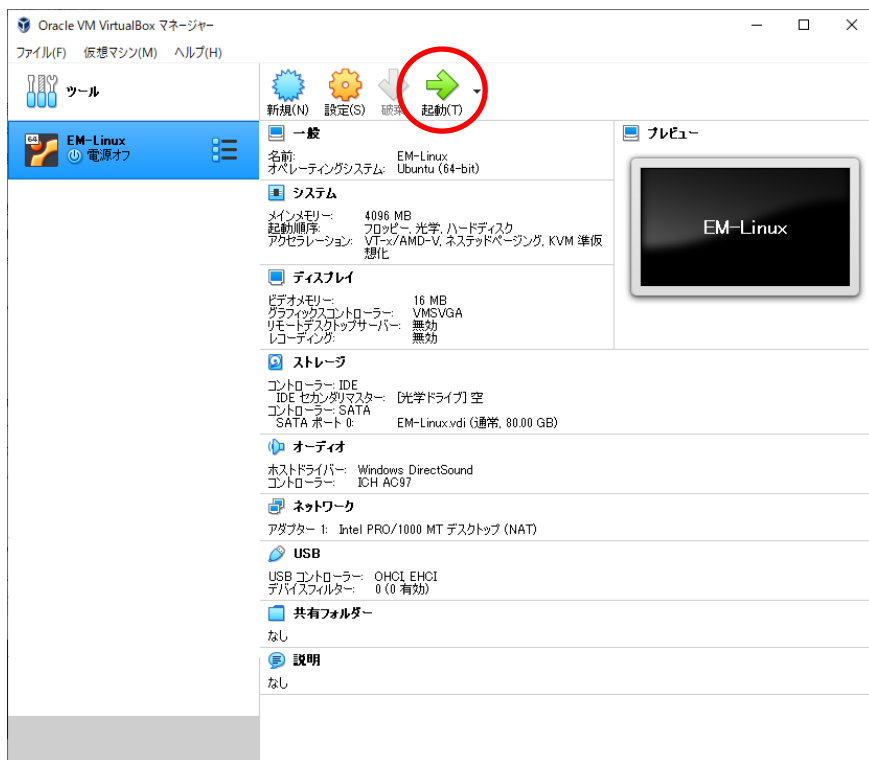 Oracle VM VirtualBox マネージャー
ファイル(F) 仮想マシン(M) ヘルプ(H)
ツール
新規(N) 設定(S) 破棄 起動(T)
64 EM-Linux
電源オフ
一般
名前: EM-Linux
オペレーティングシステム: Ubuntu (64-bit)
システム
メインメモリー: 4096 MB
起動順序: フロッピー, 光学, ハードディスク
アクセラレーション: VT-x/AMD-V, ネステッドページング, KVM 準仮
想化
ディスプレイ
ビデオメモリー: 16 MB
グラフィックスコントローラー: VMSVGA
リモートデスクトップサーバー: 無効
レコーディング: 無効
プレビュー
EM-Linux
ストレージ
コントローラー: IDE
IDE セカンダリマスター: [光学ドライブ] 空
コントローラー: SATA
SATA ポート 0: EM-Linux.vdi (通常, 80.00 GB)
オーディオ
ホストドライバー: Windows DirectSound
コントローラー: ICH AC97
ネットワーク
アダプター 1: Intel PRO/1000 MT デスクトップ (NAT)
USB
USB コントローラー: OHCI, EHCI
デバイスフィルター: 0 (0 有効)
共有フォルダー
なし
説明
なし